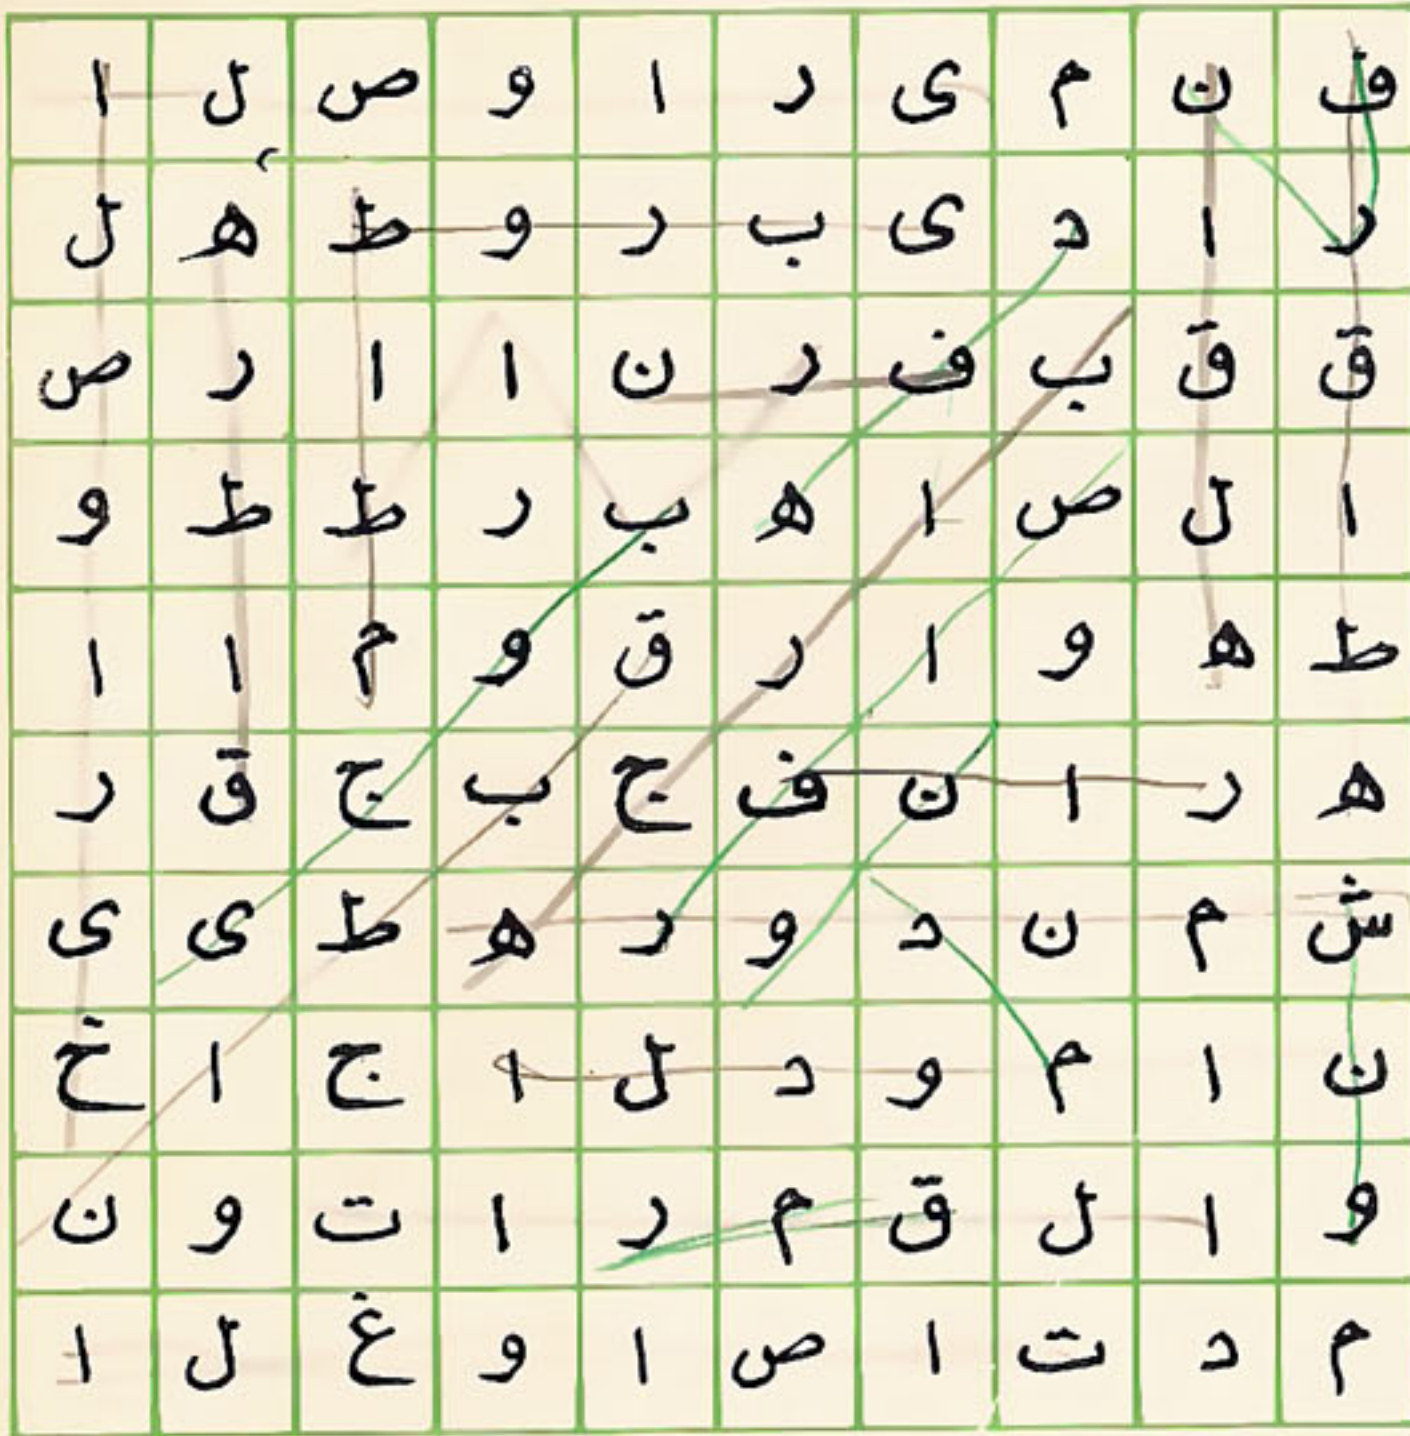 ف ن م ی ر ا و ص ل ا
ر ا د ی ب ر و ط ه ل
ق ق ب ف ر ن ا ا ر ص
ا ل ص ا ه ب ر ط ط و
ط ه و ا ر ق و م ا ا
ه ر ا ن ف ج ب ج ق ر
ش م ن د و ر ه ط ی ی
ن ا م و د ل ا ج ا خ
و ا ل ق م ر ا ت و ن
م د ت ا ص ا و غ ل ا